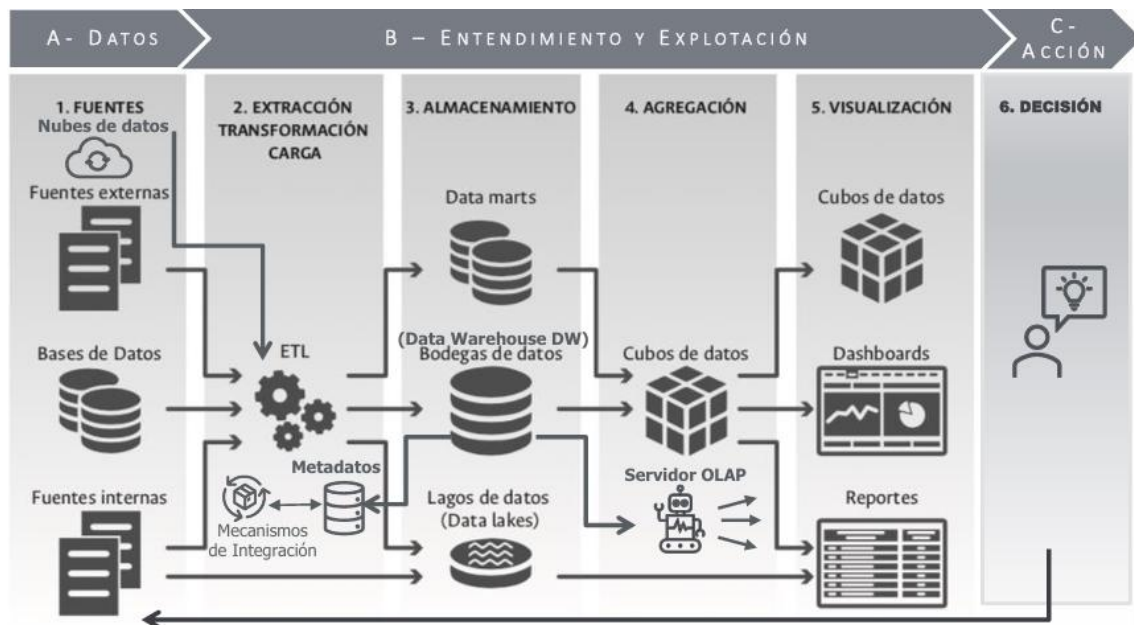 A- DATOS
B – ENTENDIMIENTO Y EXPLOTACIÓN
C-
ACCIÓN
1. FUENTES
Nubes de datos
Fuentes externas
Bases de Datos
Fuentes internas
2. EXTRACCIÓN
TRANSFORMACIÓN
CARGA
ETL
Metadatos
Mecanismos
de Integración
3. ALMACENAMIENTO
Data marts
(Data Warehouse DW)
Bodegas de datos
Lagos de datos
(Data lakes)
4. AGREGACIÓN
Cubos de datos
Servidor OLAP
5. VISUALIZACIÓN
Cubos de datos
Dashboards
Reportes
6. DECISIÓN